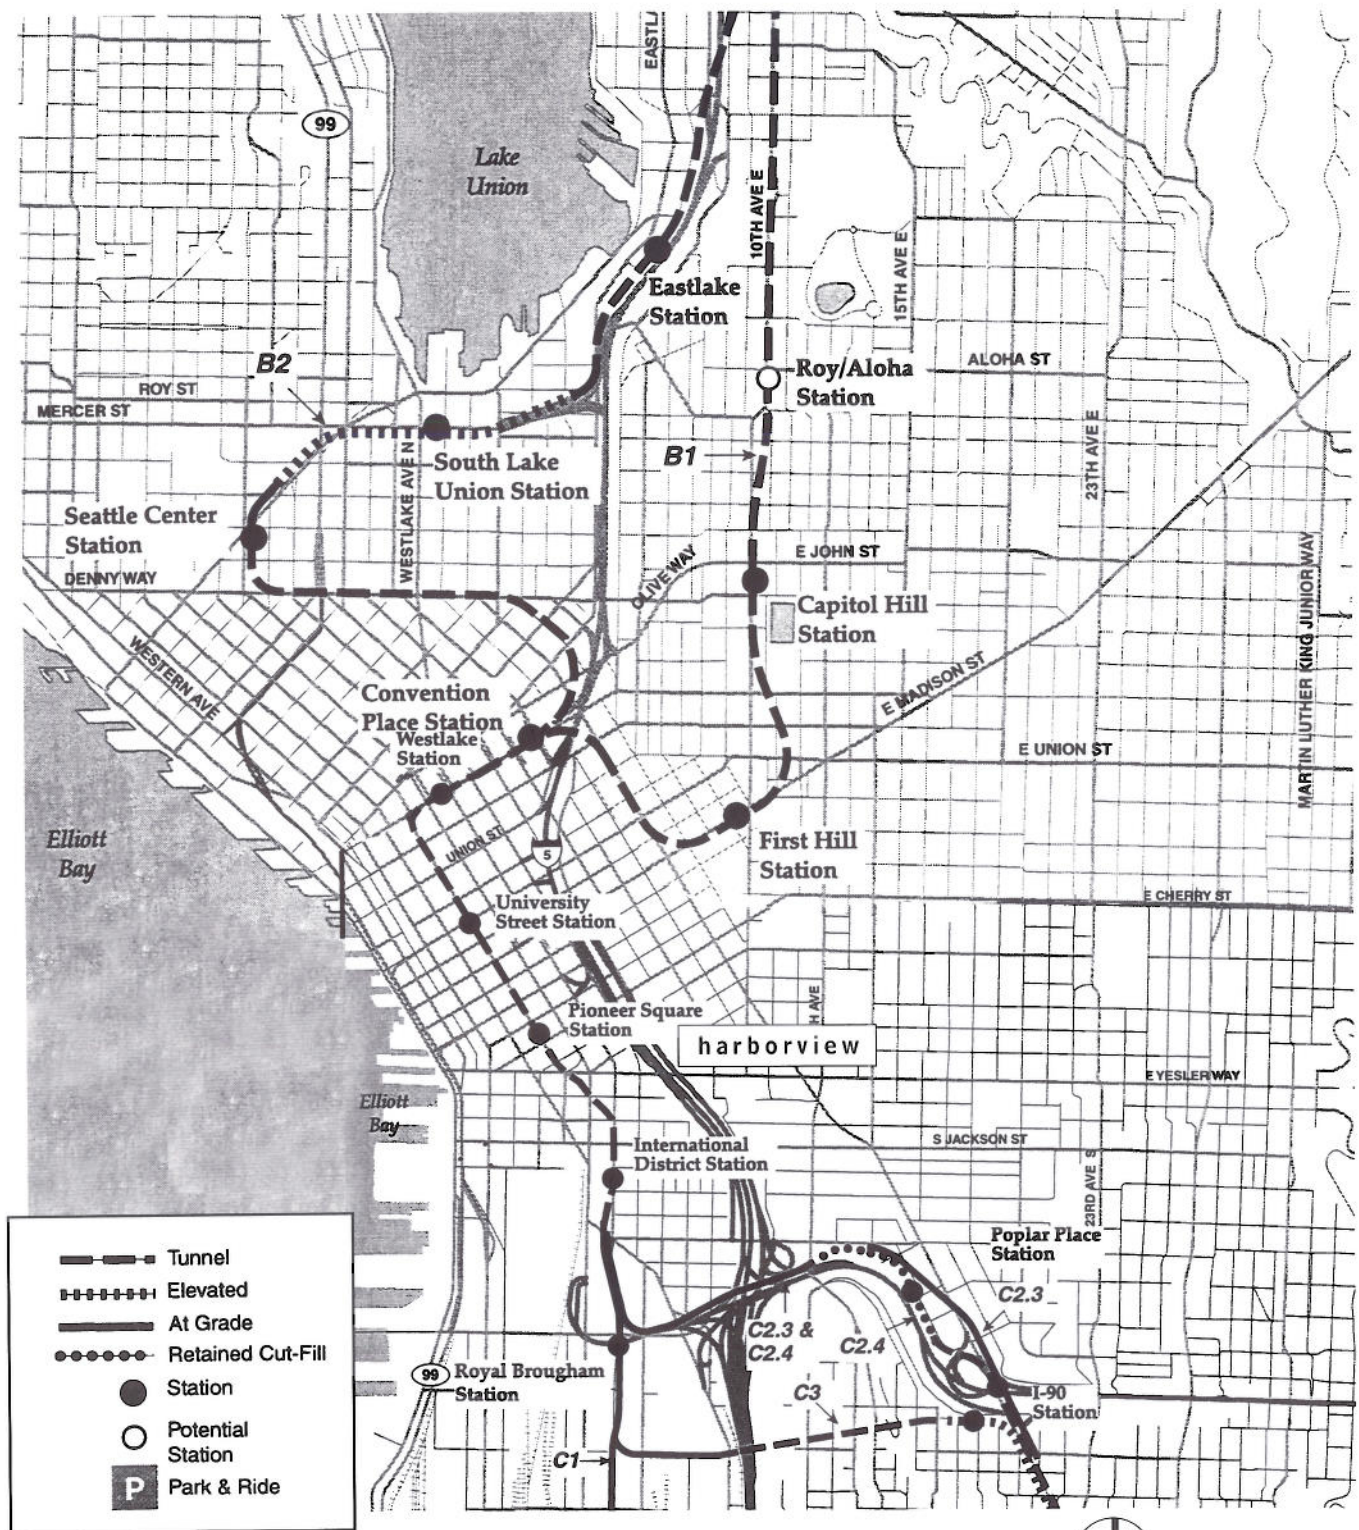 EASTLA
99
Lake
Union
10TH AVE E
15TH AVE E
Eastlake
Station
B2
ROY ST
MERCER ST
ALOHA ST
Roy/Aloha
Station
23TH AVE E
B1
WESTLAKE AVE N
South Lake
Union Station
Seattle Center
Station
DENNY WAY
OLIVE WAY
E JOHN ST
MARTIN LUTHER KING JUNIOR WAY
Capitol Hill
Station
WESTERN AVE
E MADISON ST
Convention
Place Station
Westlake
Station
E UNION ST
Elliott
Bay
UNION ST
5
First Hill
Station
E CHERRY ST
University
Street Station
H AVE
Pioneer Square
Station
harborview
E YESLER WAY
Elliott
Bay
S JACKSON ST
International
District Station
23RD AVE S
Poplar Place
Station
C2.3
C2.3 &
C2.4
C2.4
99
Royal Brougham
Station
C3
I-90
Station
C1
Tunnel
Elevated
At Grade
Retained Cut-Fill
Station
Potential
Station
P
Park & Ride